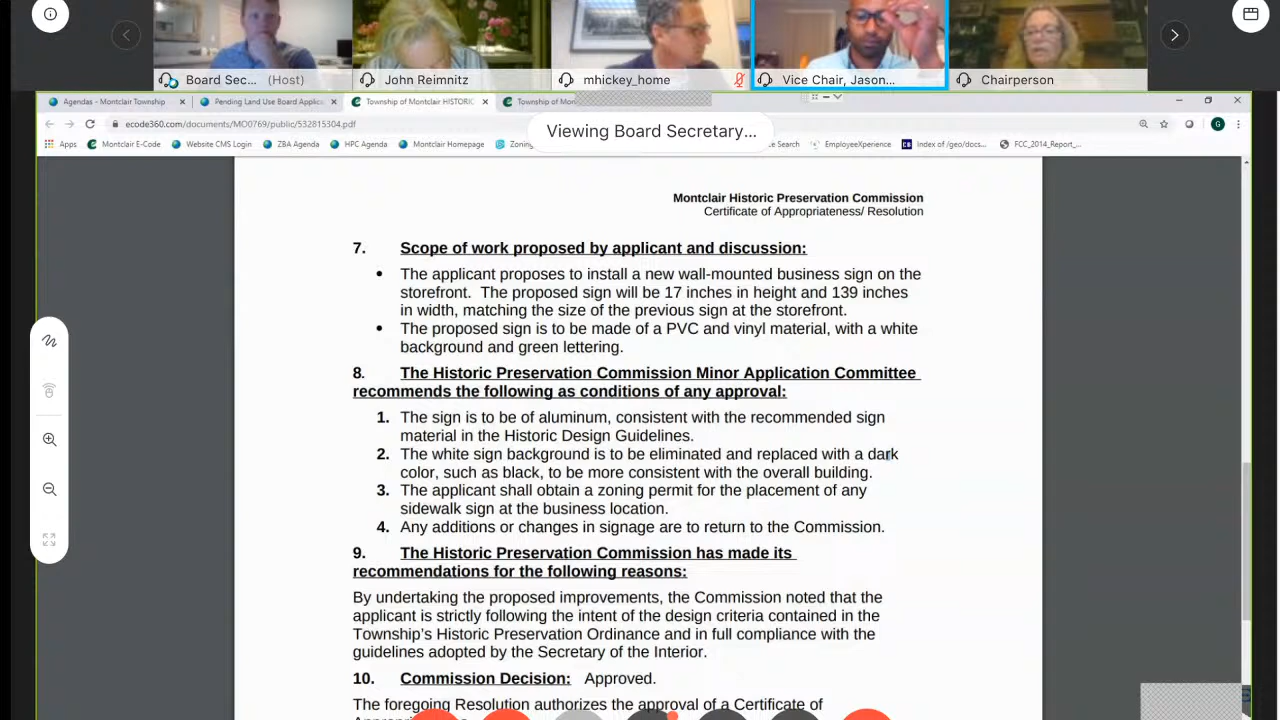 Board Sec... (Host)
John Reimnitz
mhickey_home
Vice Chair, Jason...
Chairperson
Agendas - Montclair Township
Pending Land Use Board Applic
Township of Montclair HISTORIC
Township of Mon
ecode360.com/documents/MO0769/public/532815304.pdf
Viewing Board Secretary...
G
Apps
Montclair E-Code
Website CMS Login
ZBA Agenda
HPC Agenda
Montclair Homepage
Zoning
Search
EmployeeXperience
Index of /geo/docs...
FCC_2014_Report_...
Montclair Historic Preservation Commission
Certificate of Appropriateness/ Resolution
7. Scope of work proposed by applicant and discussion:
• The applicant proposes to install a new wall-mounted business sign on the
storefront. The proposed sign will be 17 inches in height and 139 inches
in width, matching the size of the previous sign at the storefront.
• The proposed sign is to be made of a PVC and vinyl material, with a white
background and green lettering.
8. The Historic Preservation Commission Minor Application Committee
recommends the following as conditions of any approval:
1. The sign is to be of aluminum, consistent with the recommended sign
material in the Historic Design Guidelines.
2. The white sign background is to be eliminated and replaced with a dark
color, such as black, to be more consistent with the overall building.
3. The applicant shall obtain a zoning permit for the placement of any
sidewalk sign at the business location.
4. Any additions or changes in signage are to return to the Commission.
9. The Historic Preservation Commission has made its
recommendations for the following reasons:
By undertaking the proposed improvements, the Commission noted that the
applicant is strictly following the intent of the design criteria contained in the
Township's Historic Preservation Ordinance and in full compliance with the
guidelines adopted by the Secretary of the Interior.
10. Commission Decision: Approved.
The foregoing Resolution authorizes the approval of a Certificate of